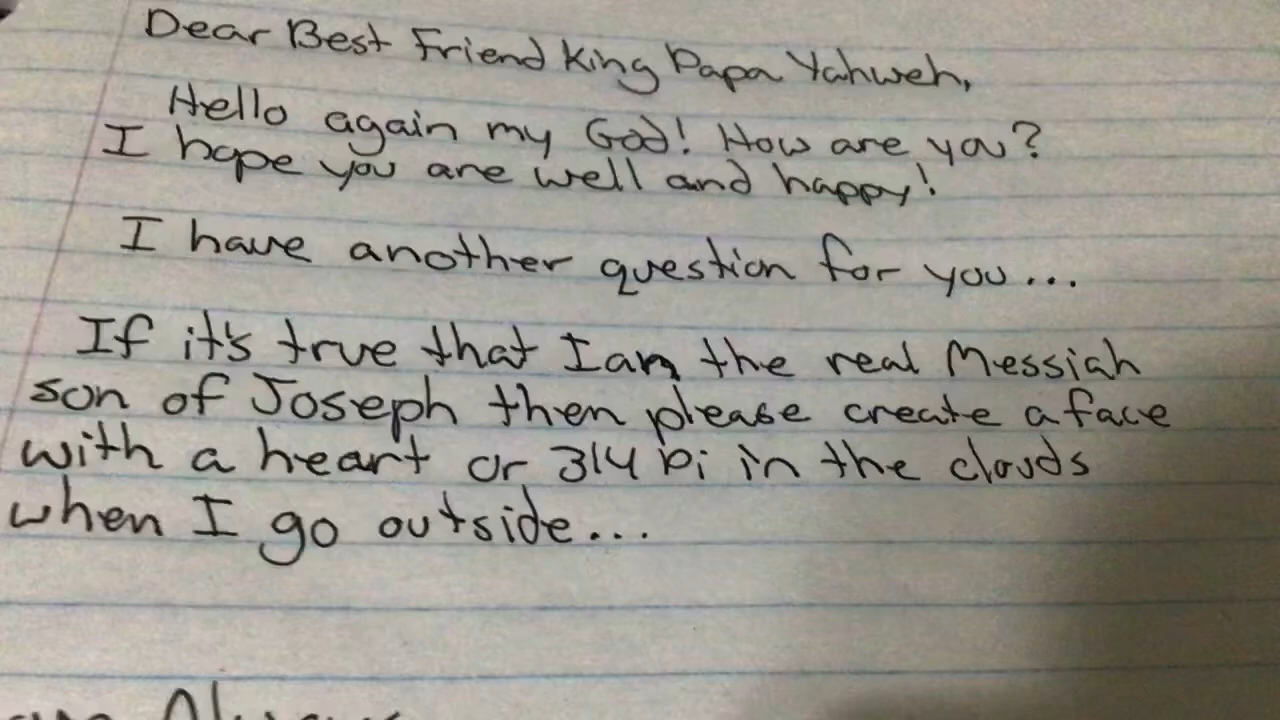 Dear Best Friend King Papa Yahweh,
Hello again my God! How are you?
I hope you are well and happy!
I have another question for you...
If it's true that I am the real Messiah
son of Joseph then please create a face
with a heart or 314 pi in the clouds
when I go outside...